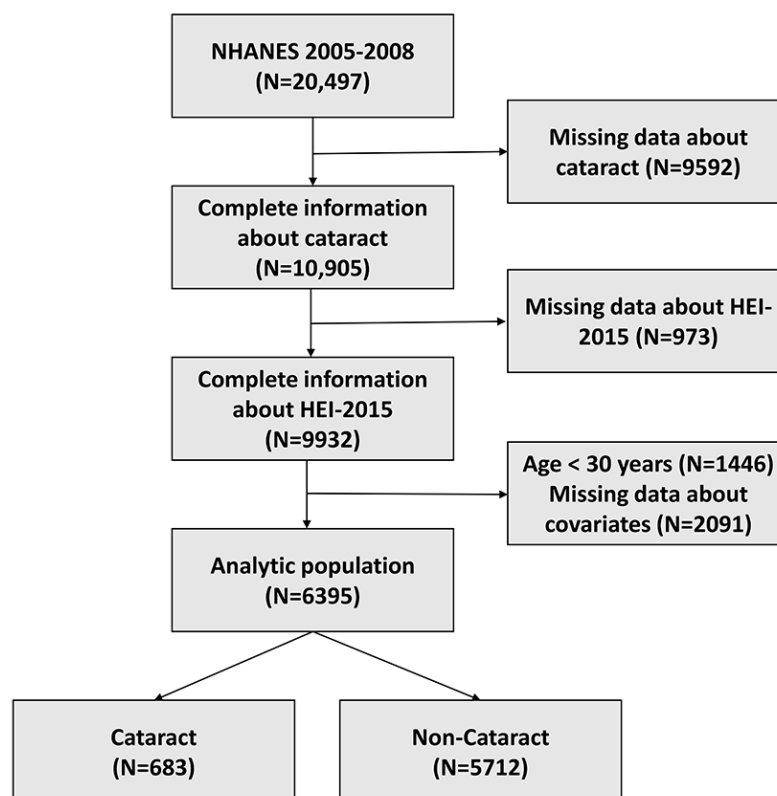 NHANES 2005-2008
(N=20,497)
Missing data about
cataract (N=9592)
Complete information
about cataract
(N=10,905)
Missing data about HEI-
2015 (N=973)
Complete information
about HEI-2015
(N=9932)
Age < 30 years (N=1446)
Missing data about
covariates (N=2091)
Analytic population
(N=6395)
Cataract
(N=683)
Non-Cataract
(N=5712)